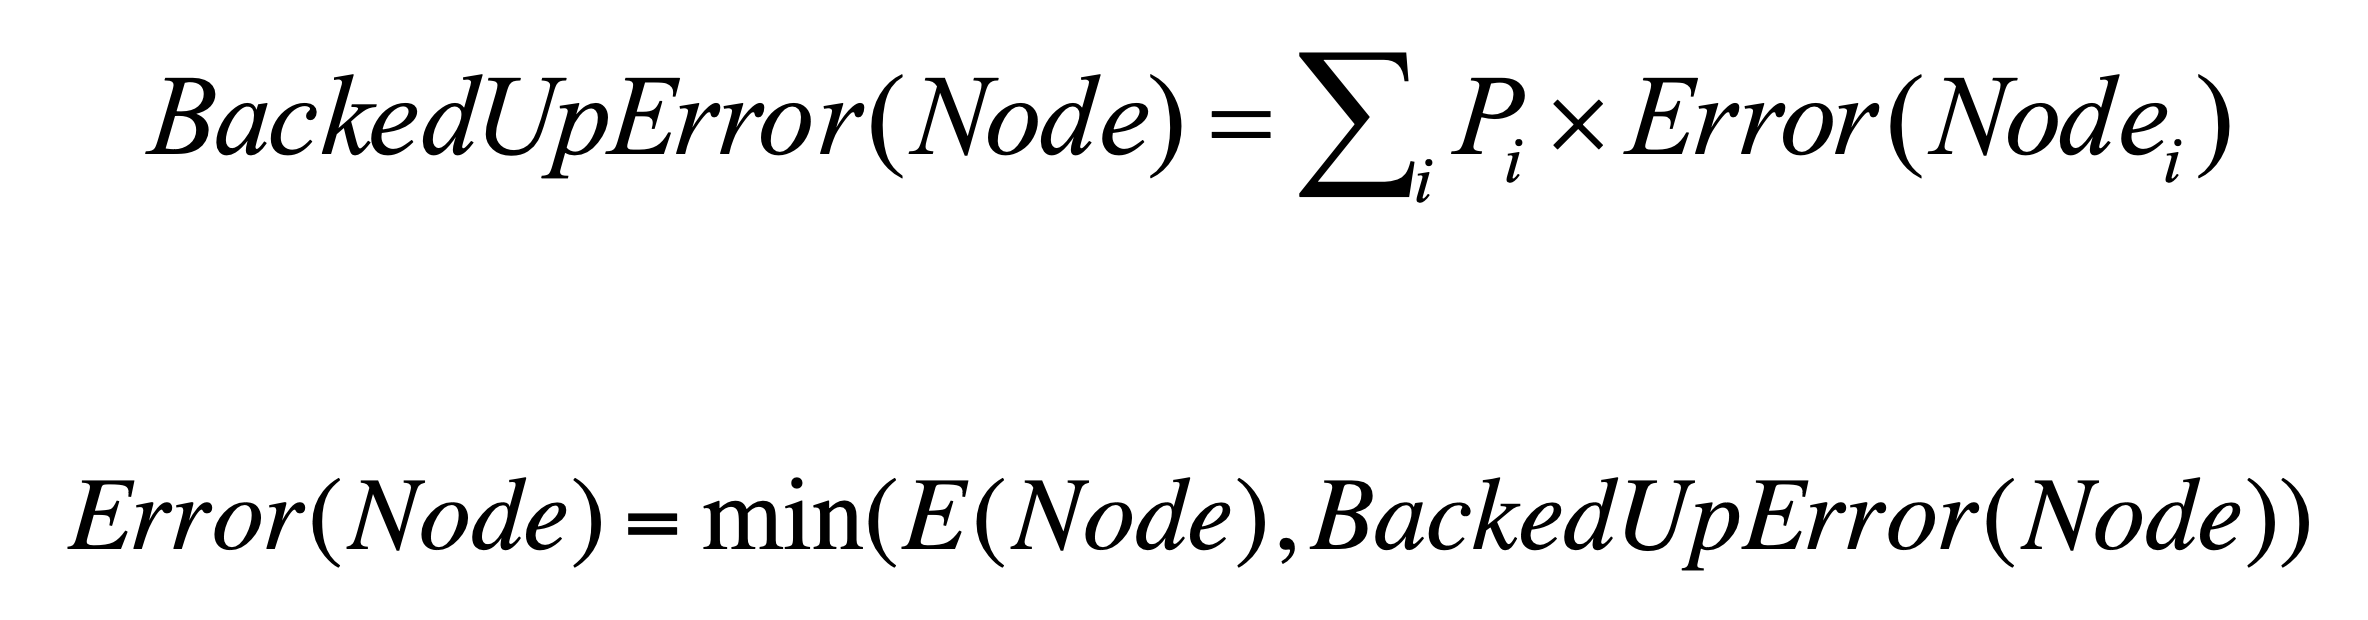 BackedUpError(Node) = ∑_i P_i × Error(Node_i)
Error(Node) = min(E(Node), BackedUpError(Node))